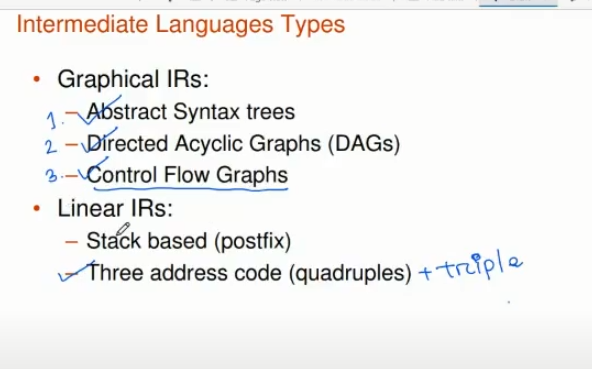 Intermediate Languages Types
• Graphical IRs:
1. – Abstract Syntax trees
2 – Directed Acyclic Graphs (DAGs)
3. – Control Flow Graphs
• Linear IRs:
– Stack based (postfix)
– Three address code (quadruples) + triple